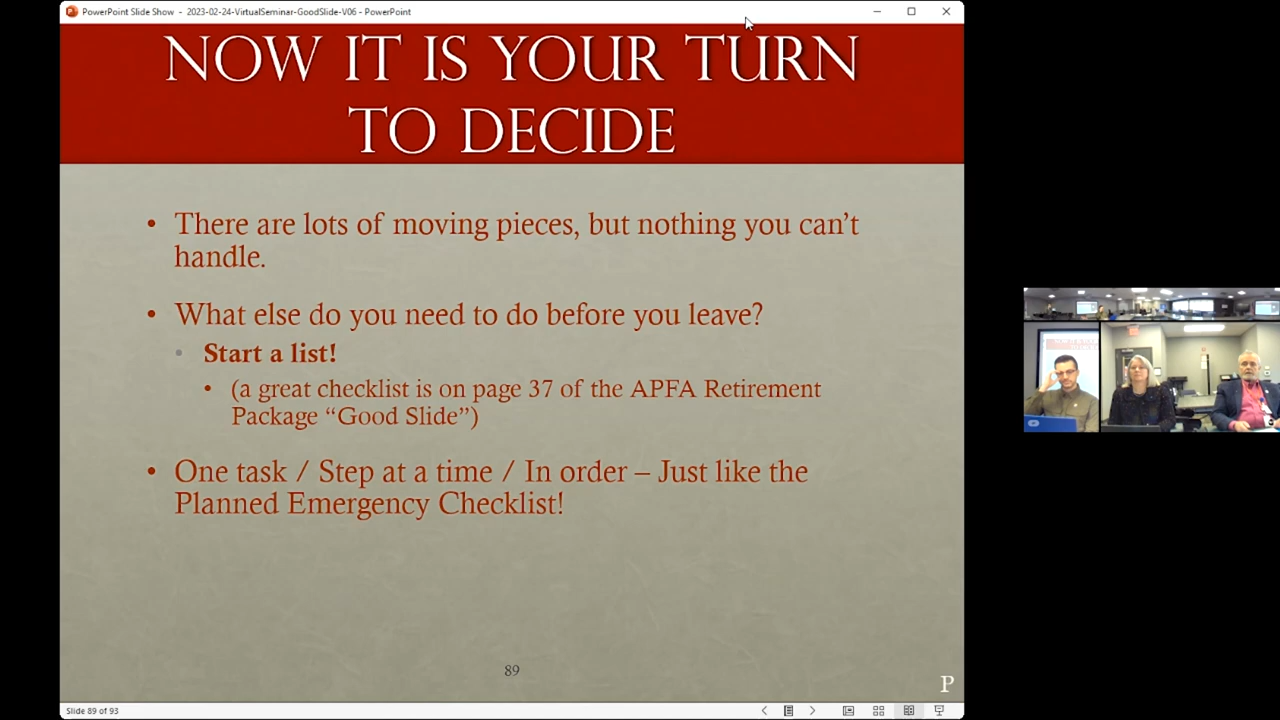 PowerPoint Slide Show - 2023-02-24-VirtualSeminar-GoodSlide-V06 - PowerPoint
NOW IT IS YOUR TURN
TO DECIDE
• There are lots of moving pieces, but nothing you can’t
handle.
• What else do you need to do before you leave?
• Start a list!
• (a great checklist is on page 37 of the APFA Retirement
Package “Good Slide”)
• One task / Step at a time / In order – Just like the
Planned Emergency Checklist!
89
P
Slide 89 of 93